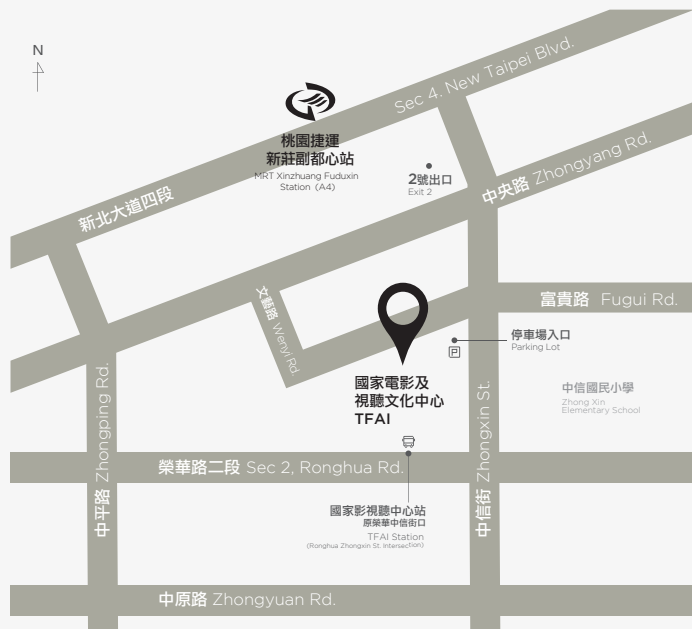 N
Sec 4. New Taipei Blvd.
桃園捷運
新莊副都心站
MRT Xinzhuang Fuduxin
Station (A4)
2號出口
Exit 2
中央路 Zhongyang Rd.
新北大道四段
文藝路 Wenyi Rd.
富貴路 Fugui Rd.
停車場入口
Parking Lot
P
國家電影及
視聽文化中心
TFAI
中信國民小學
Zhong Xin
Elementary School
中平路 Zhongping Rd.
中信街 Zhongxin St.
榮華路二段 Sec 2, Ronghua Rd.
國家影視聽中心站
原榮華中信街口
TFAI Station
(Ronghua Zhongxin St. Intersection)
中原路 Zhongyuan Rd.